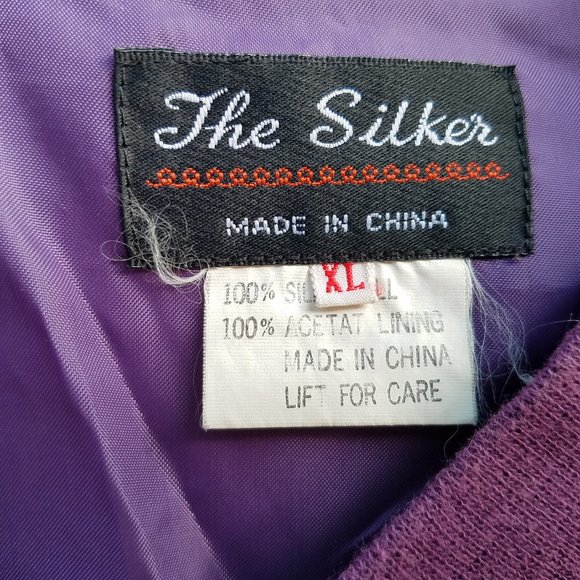 The Silker
MADE IN CHINA
XL
100%
100% ACETAT LINING
MADE IN CHINA
LIFT FOR CARE